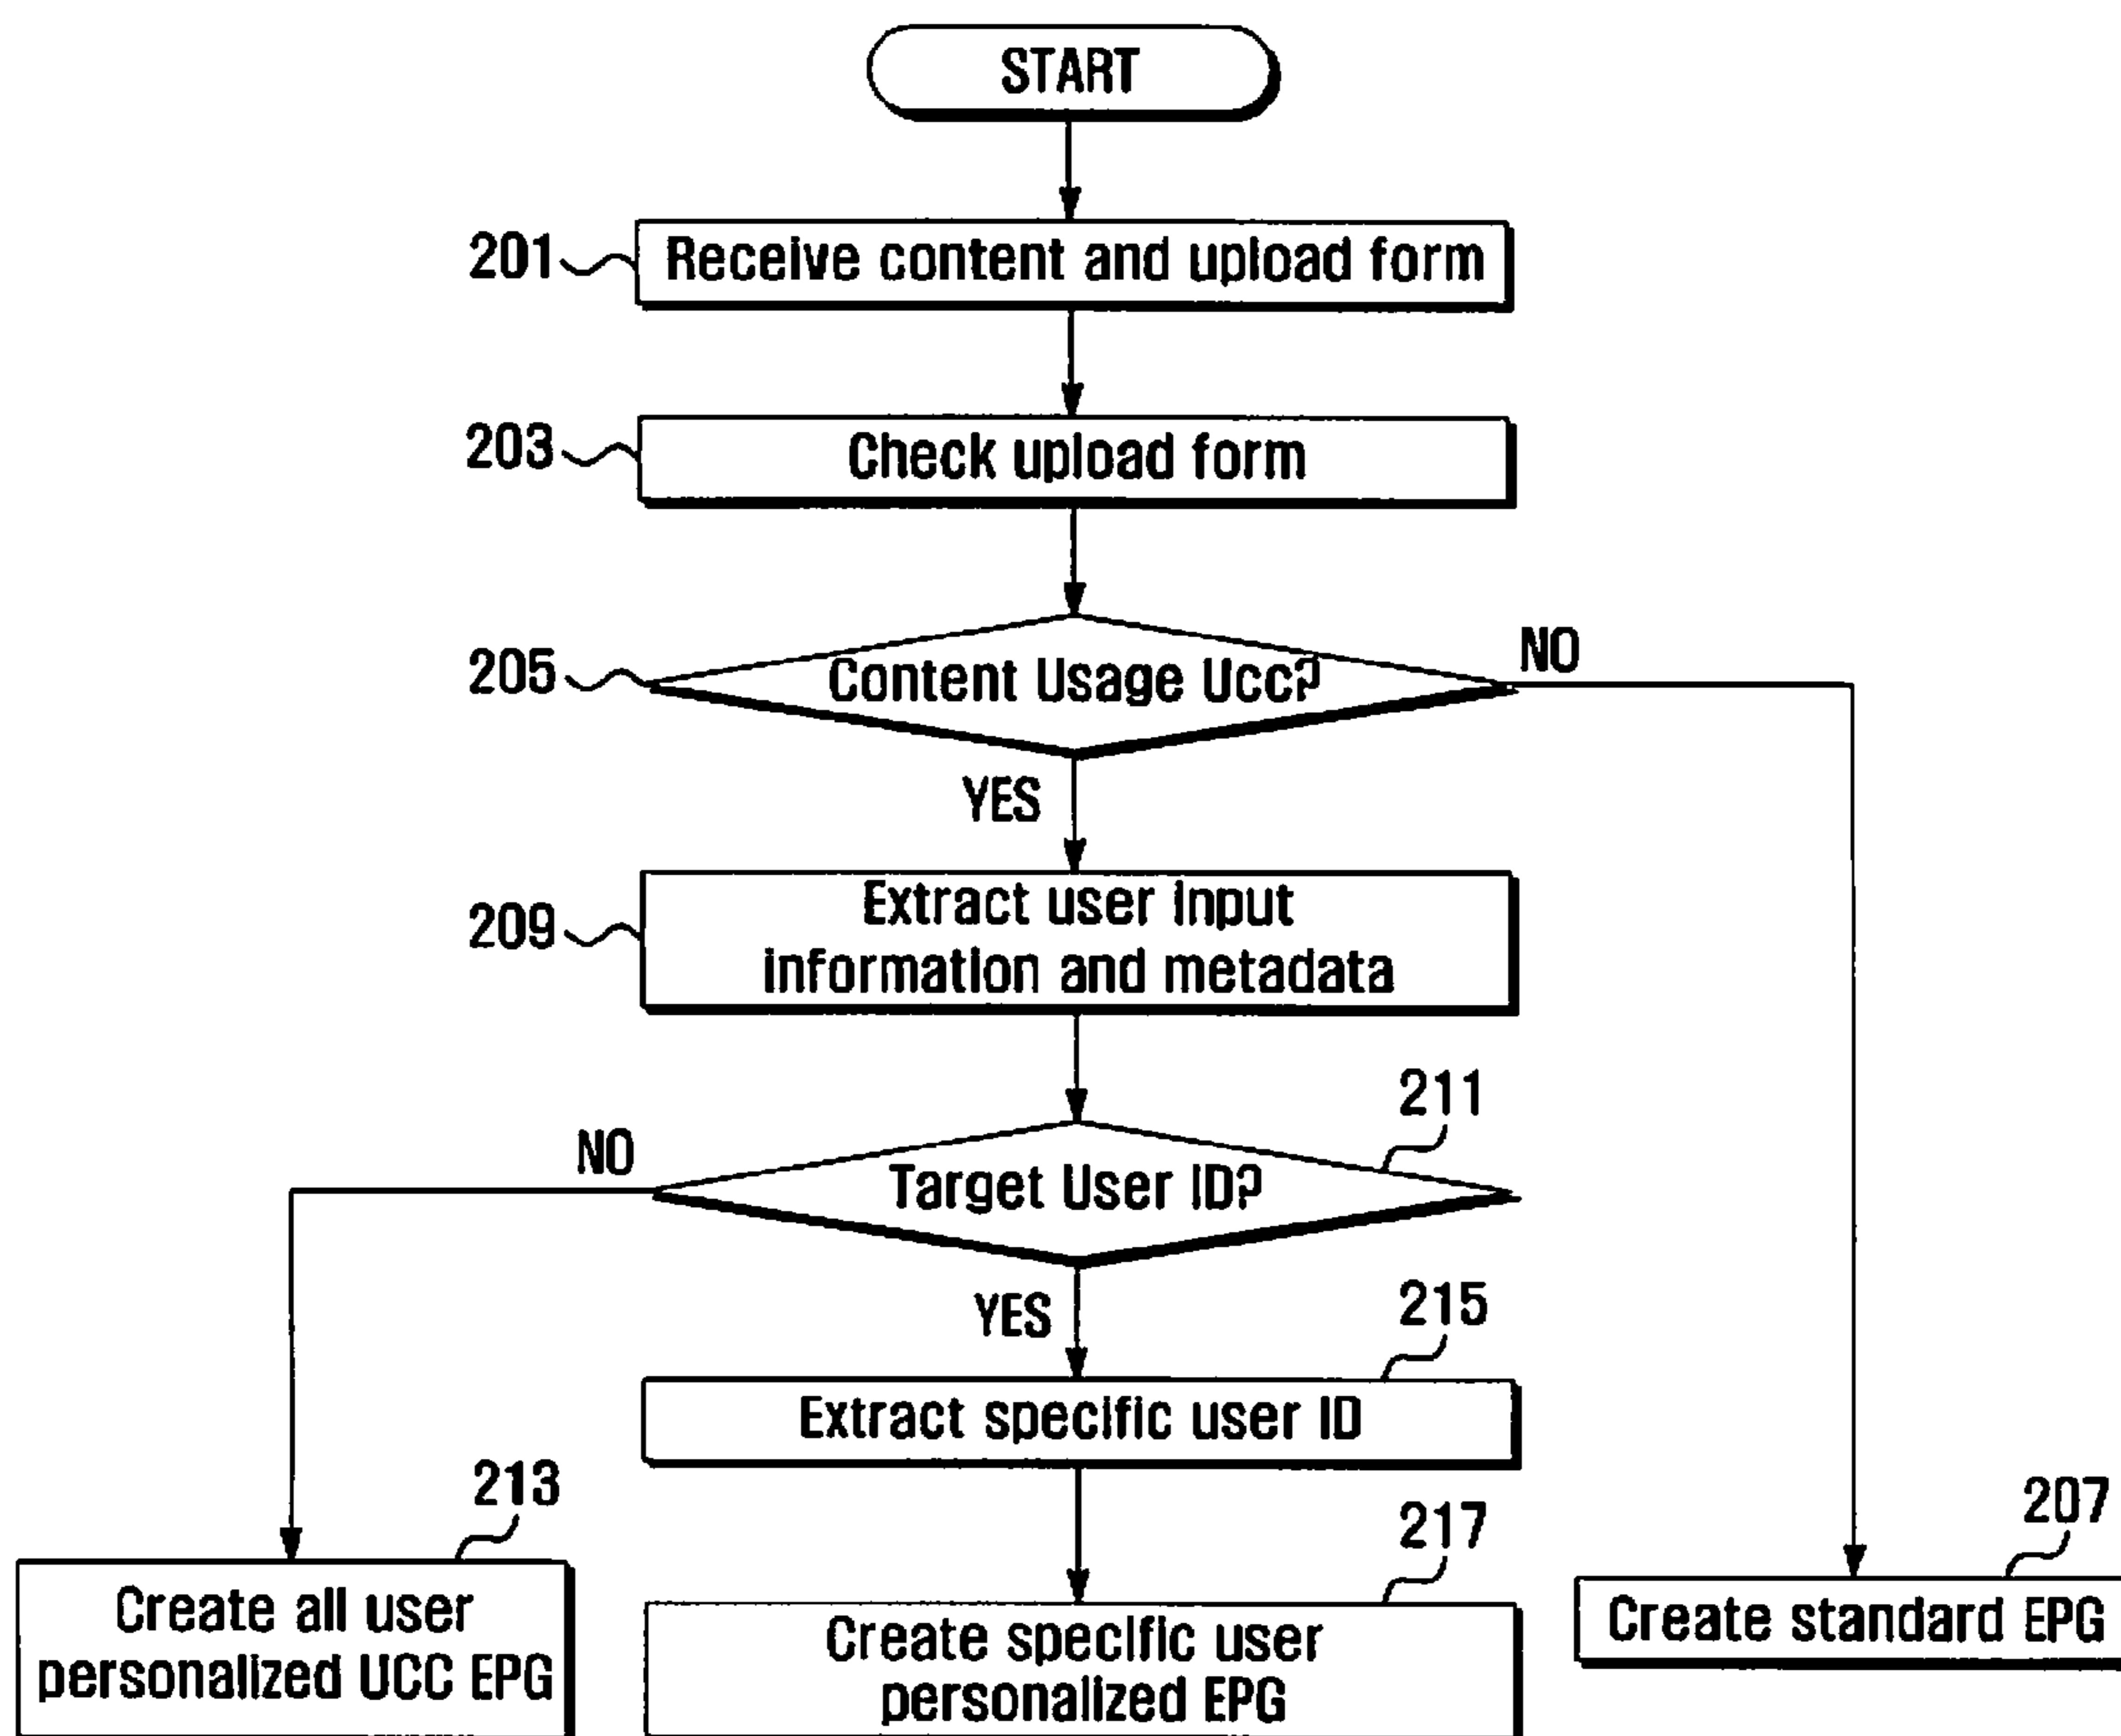 START
201
Receive content and upload form
203
Check upload form
205
Content Usage Ucc?
NO
YES
209
Extract user input
information and metadata
211
NO
Target User ID?
YES
215
Extract specific user ID
213
217
207
Create all user
personalized UCC EPG
Create specific user
personalized EPG
Create standard EPG